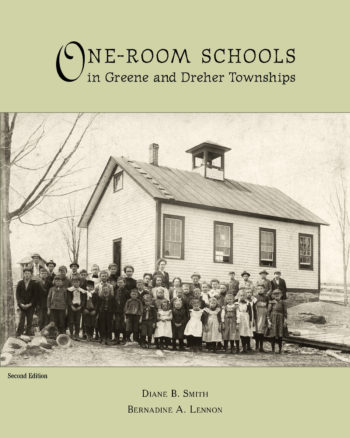 ONE-ROOM SCHOOLS
in Greene and Dreher Townships
Second Edition
DIANE B. SMITH
BERNADINE A. LENNON